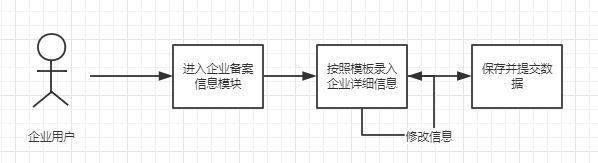 进入企业备案
信息模块
按照模板录入
企业详细信息
保存并提交数
据
修改信息
企业用户